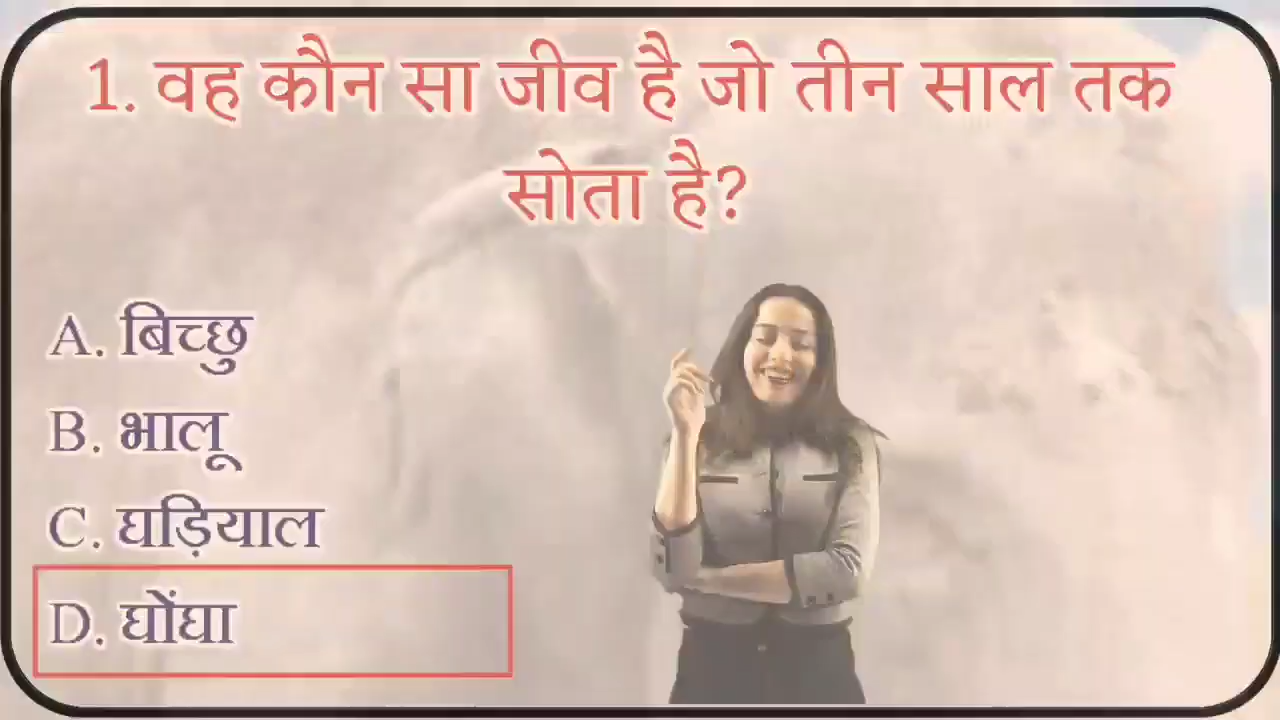 1. वह कौन सा जीव है जो तीन साल तक
सोता है?
A. बिच्छु
B. भालू
C. घड़ियाल
D. घोंघा